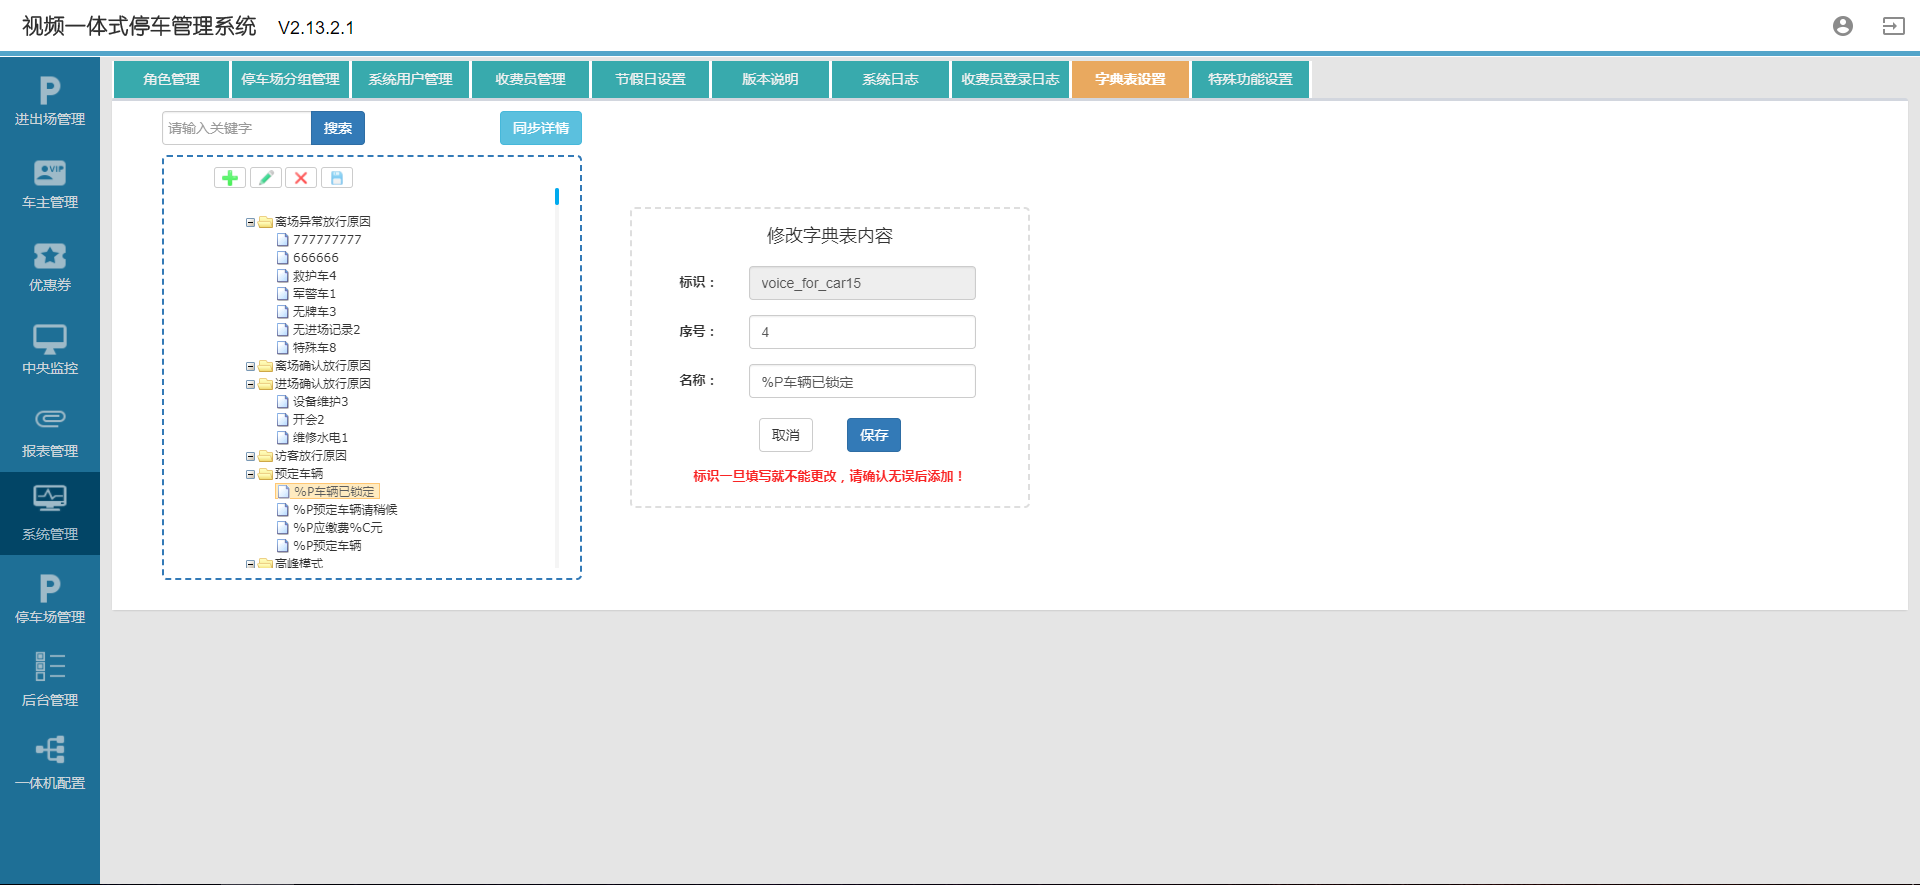 视频一体式停车管理系统 V2.13.2.1
进出场管理
车主管理
优惠券
中央监控
报表管理
系统管理
停车场管理
后台管理
一体机配置
角色管理 停车场分组管理 系统用户管理 收费员管理 节假日设置 版本说明 系统日志 收费员登录日志 字典表设置 特殊功能设置
请输入关键字 搜索 同步详情
离场异常放行原因
777777777
666666
救护车4
军警车1
无牌车3
无进场记录2
特殊车8
离场确认放行原因
进场确认放行原因
设备维护3
开会2
维修水电1
访客放行原因
预定车辆
%P车辆已锁定
%P预定车辆请稍候
%P应缴费%C元
%P预定车辆
高峰模式
修改字典表内容
标识： voice_for_car15
序号： 4
名称： %P车辆已锁定
取消 保存
标识一旦填写就不能更改，请确认无误后添加！